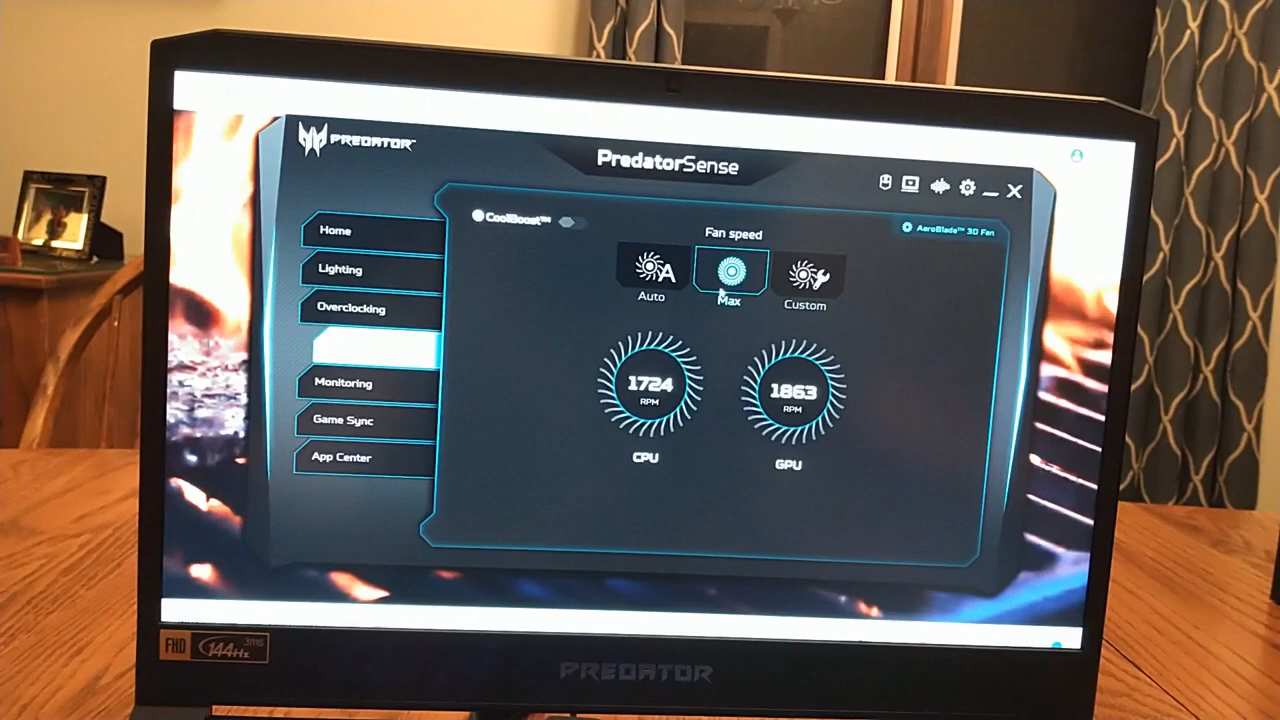 PREDATOR
PredatorSense
CoolBoost™
Fan speed
AeroBlade™ 3D Fan
Home
Lighting
Overclocking
Monitoring
Game Sync
App Center
A
Auto
Max
Custom
1724
RPM
CPU
1863
RPM
GPU
FHD
144Hz
3ms
PREDATOR